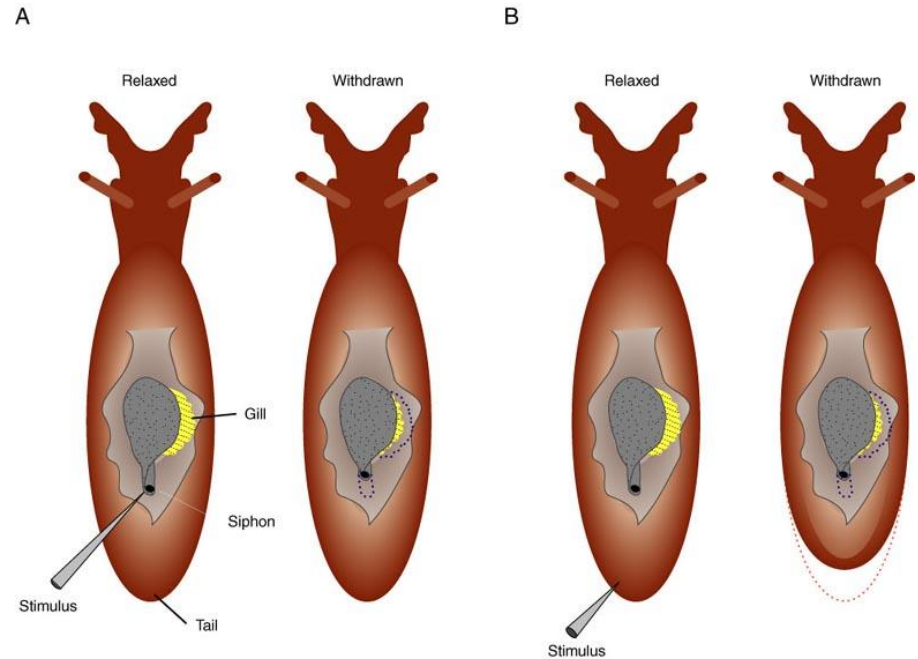 A
B
Relaxed
Withdrawn
Relaxed
Withdrawn
Gill
Siphon
Stimulus
Tail
Stimulus